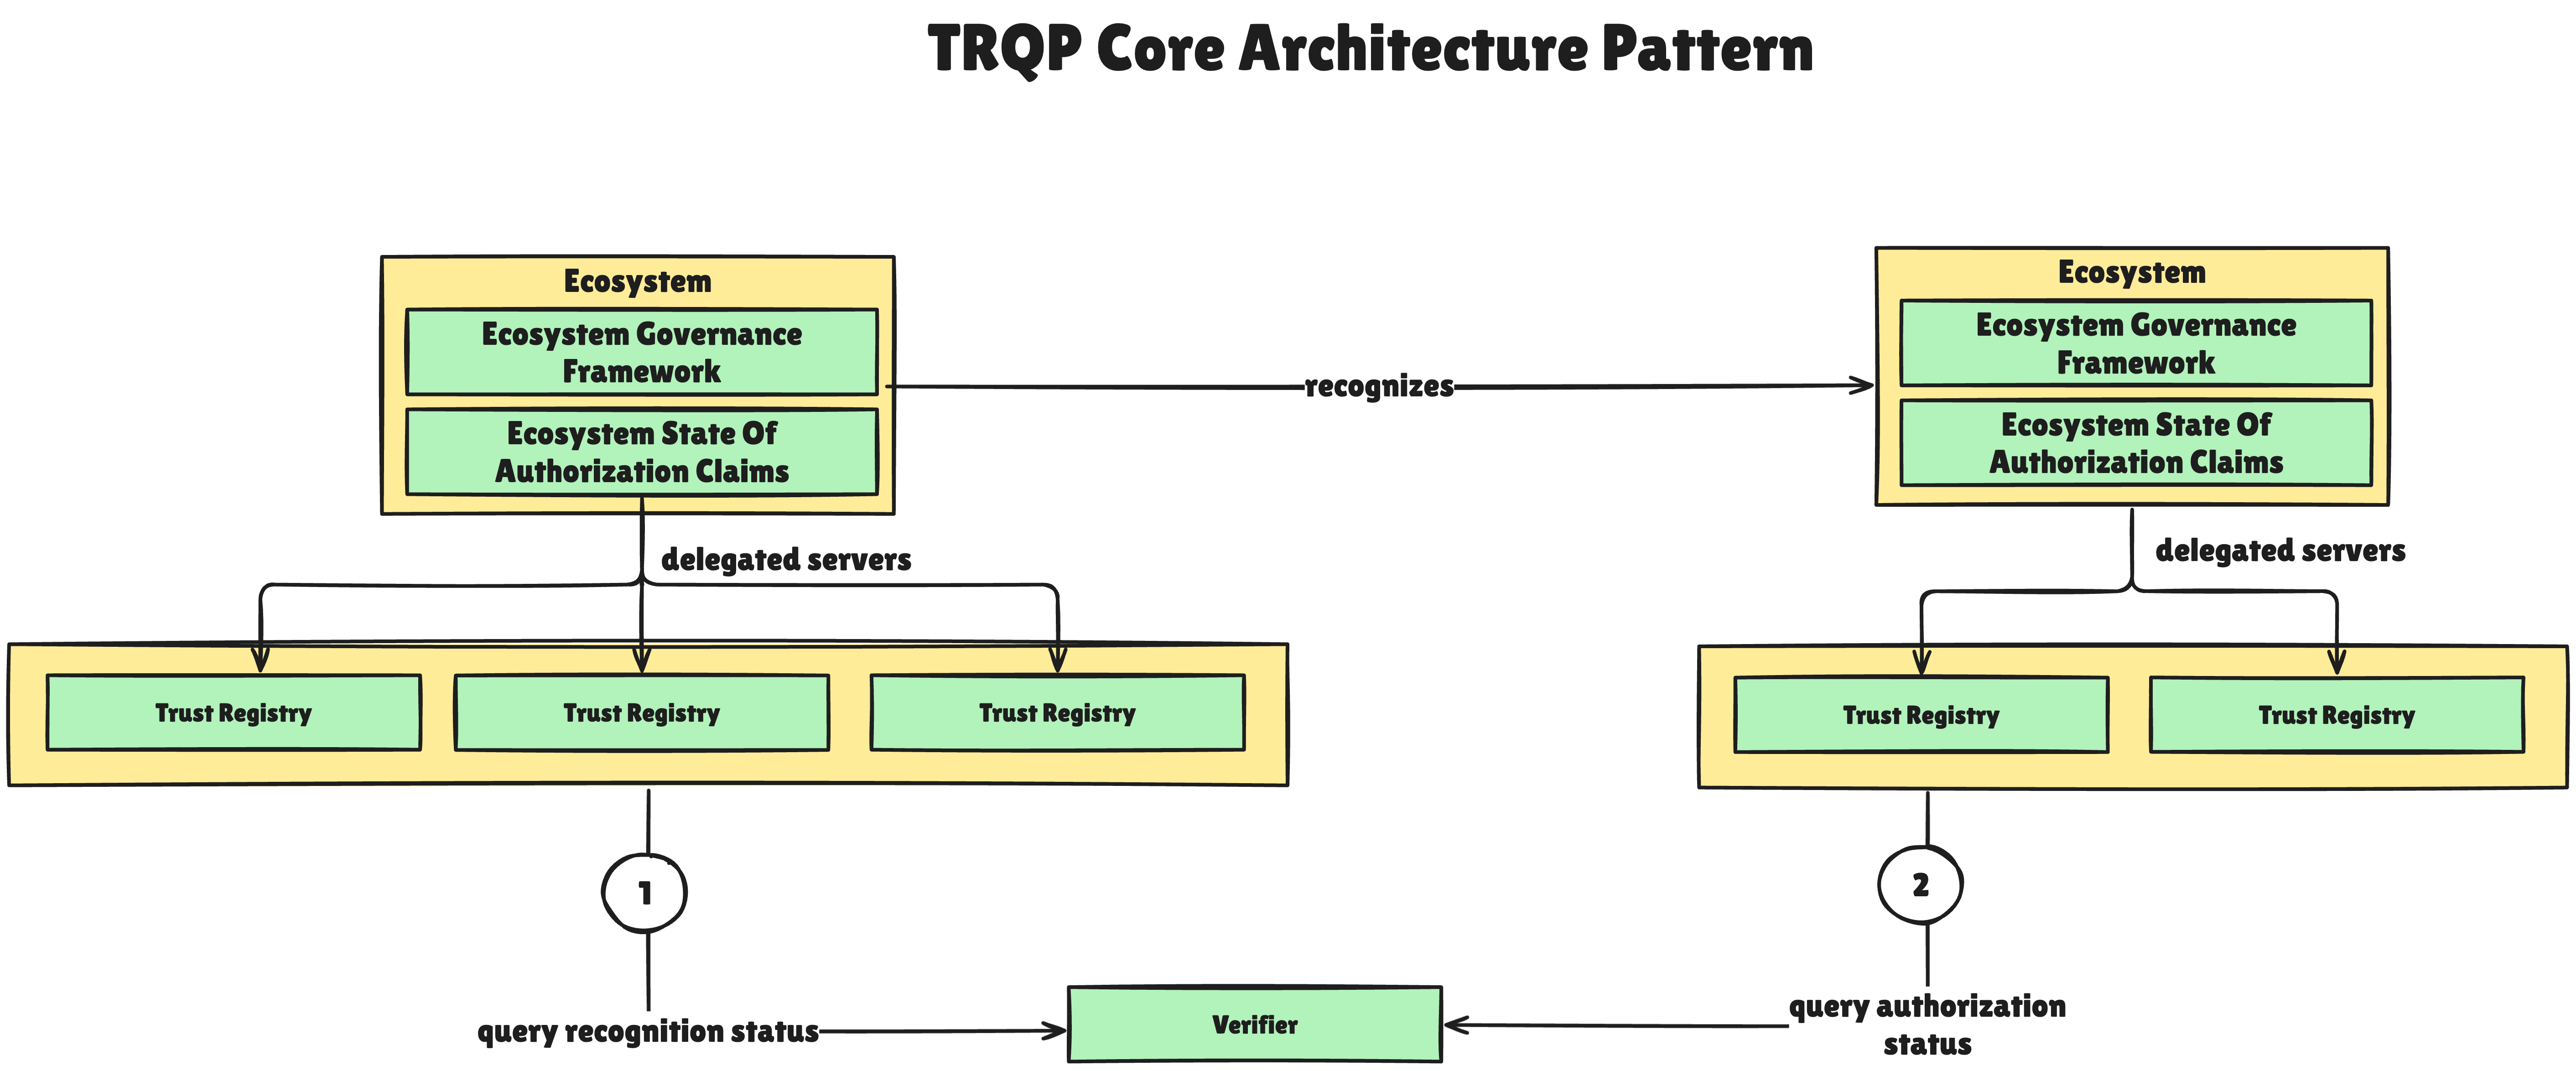 TRQP Core Architecture Pattern
Ecosystem
Ecosystem Governance
Framework
Ecosystem State Of
Authorization Claims
recognizes
Ecosystem
Ecosystem Governance
Framework
Ecosystem State Of
Authorization Claims
delegated servers
delegated servers
Trust Registry
Trust Registry
Trust Registry
Trust Registry
Trust Registry
1
2
query recognition status
Verifier
query authorization
status